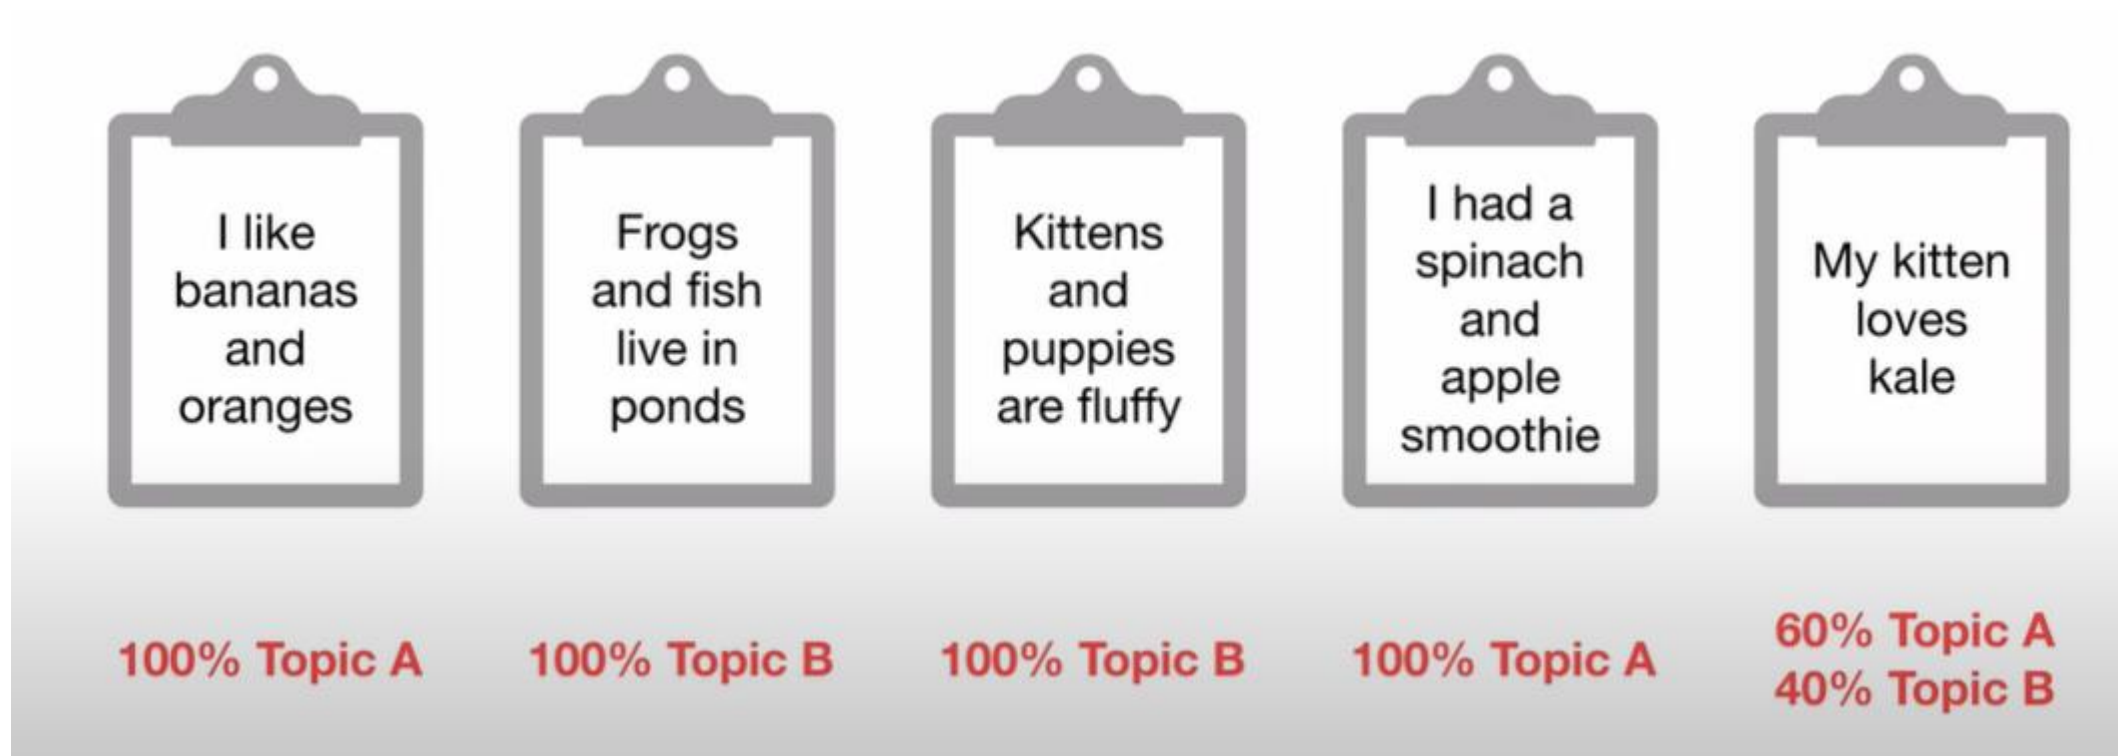 I like
bananas
and
oranges
Frogs
and fish
live in
ponds
Kittens
and
puppies
are fluffy
I had a
spinach
and
apple
smoothie
My kitten
loves
kale
100% Topic A
100% Topic B
100% Topic B
100% Topic A
60% Topic A
40% Topic B